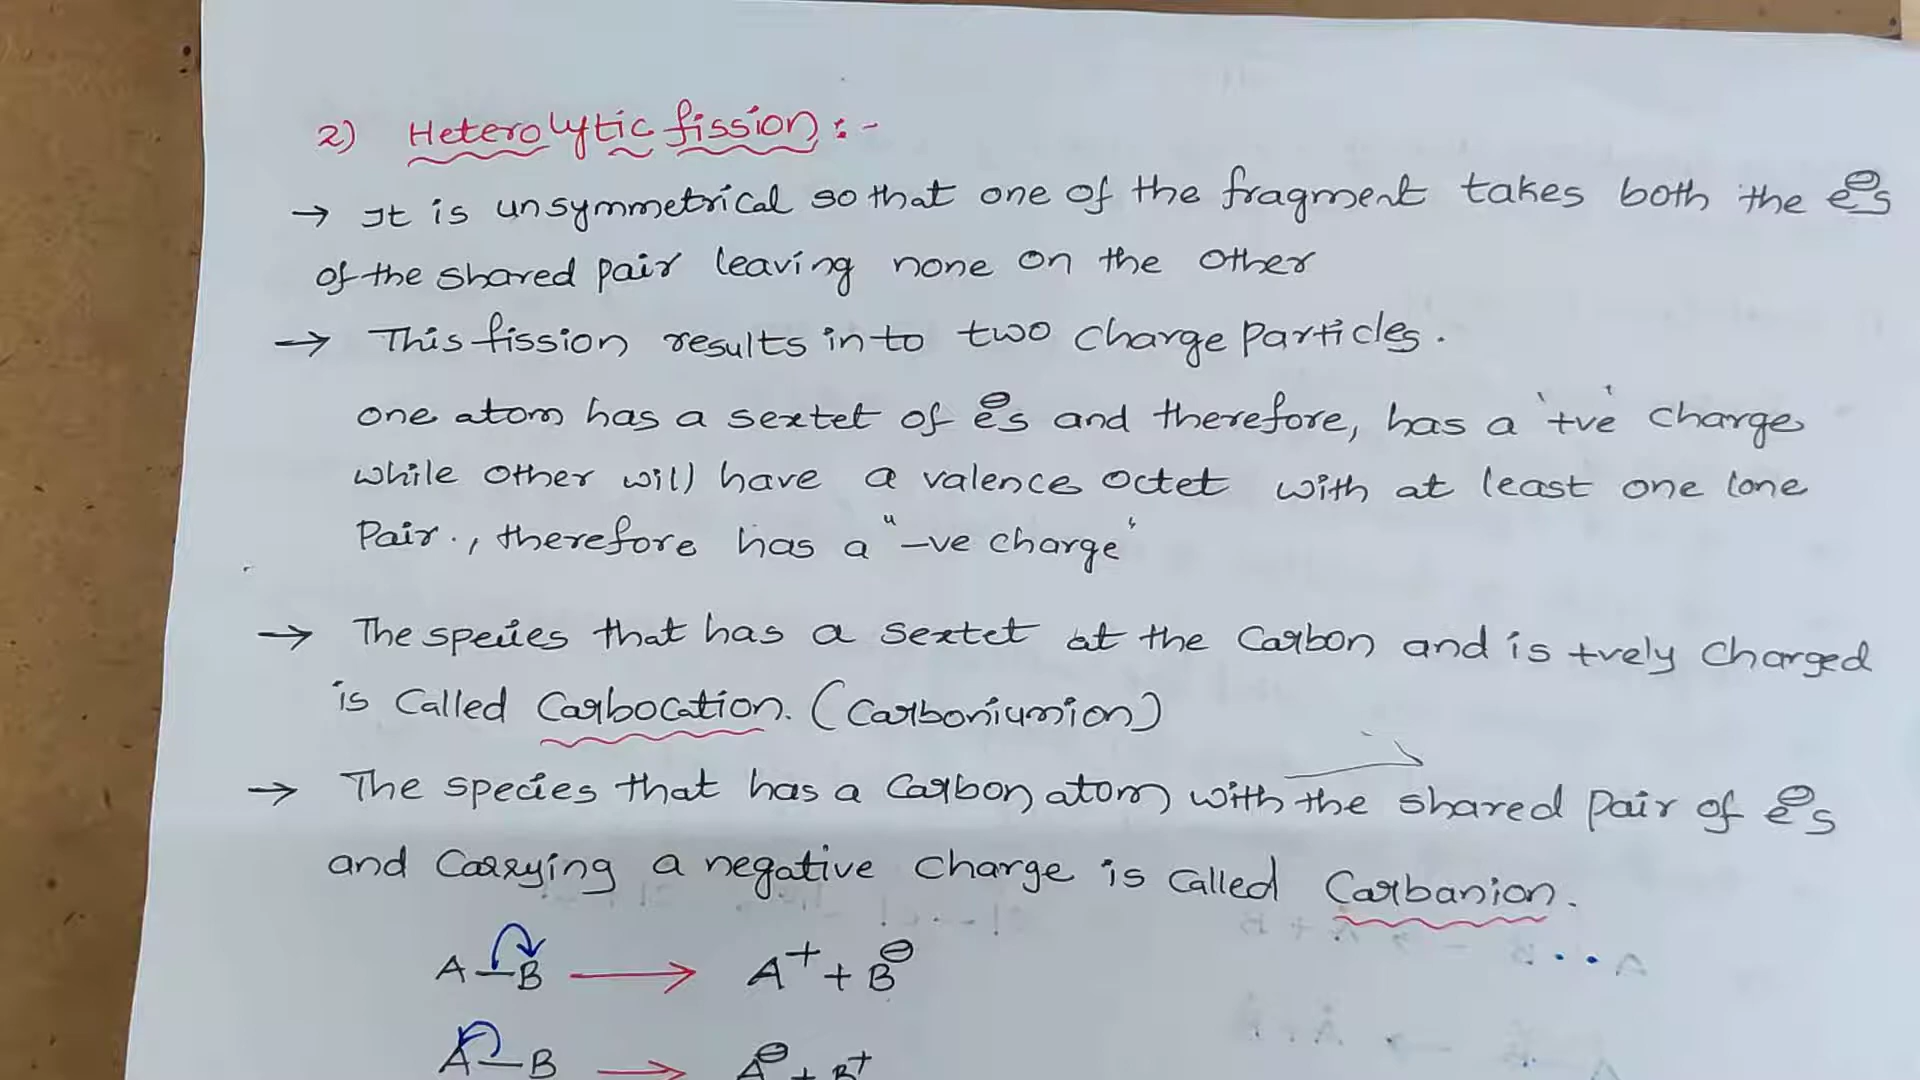 2) Heterolytic fission :-
→ It is unsymmetrical so that one of the fragment takes both the e⊖s
of the shared pair leaving none on the other
→ This fission results into two charge particles.
one atom has a sextet of e⊖s and therefore, has a '+ve' charge
while other will have a valence octet with at least one lone
Pair., therefore has a "-ve charge"
→ The species that has a sextet at the Carbon and is +vely charged
is called Carbocation. (Carboniumion)
→ The species that has a Carbon atom with the shared pair of e⊖s
and Carrying a negative charge is called Carbanion.
A—B → A⁺ + B⊖
A—B → A⊖ + B⁺